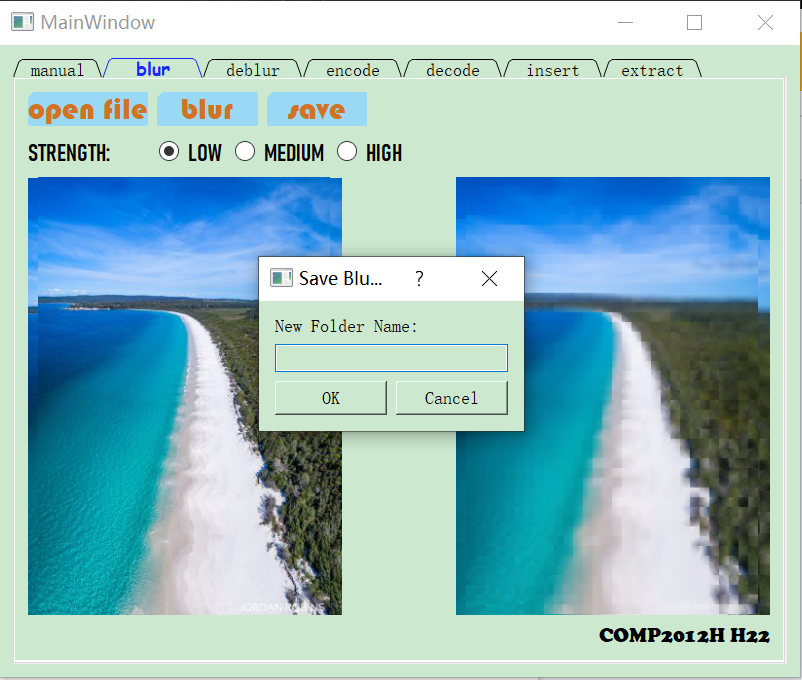 MainWindow
manual blur deblur encode decode insert extract
open file blur save
STRENGTH: LOW MEDIUM HIGH
Save Blu... ?
New Folder Name:
OK Cancel
COMP2012H H22